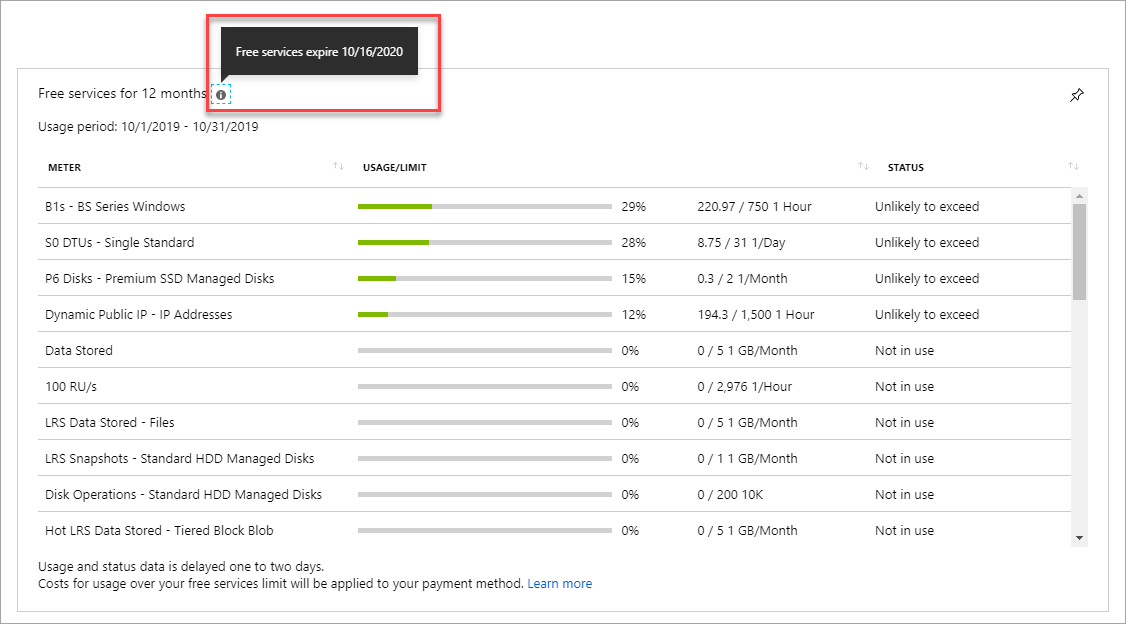 Free services expire 10/16/2020
Free services for 12 months
Usage period: 10/1/2019 - 10/31/2019
METER USAGE/LIMIT STATUS
B1s - BS Series Windows 29% 220.97 / 750 1 Hour Unlikely to exceed
S0 DTUs - Single Standard 28% 8.75 / 31 1/Day Unlikely to exceed
P6 Disks - Premium SSD Managed Disks 15% 0.3 / 2 1/Month Unlikely to exceed
Dynamic Public IP - IP Addresses 12% 194.3 / 1,500 1 Hour Unlikely to exceed
Data Stored 0% 0 / 5 1 GB/Month Not in use
100 RU/s 0% 0 / 2,976 1/Hour Not in use
LRS Data Stored - Files 0% 0 / 5 1 GB/Month Not in use
LRS Snapshots - Standard HDD Managed Disks 0% 0 / 1 1 GB/Month Not in use
Disk Operations - Standard HDD Managed Disks 0% 0 / 200 10K Not in use
Hot LRS Data Stored - Tiered Block Blob 0% 0 / 5 1 GB/Month Not in use
Usage and status data is delayed one to two days.
Costs for usage over your free services limit will be applied to your payment method. Learn more